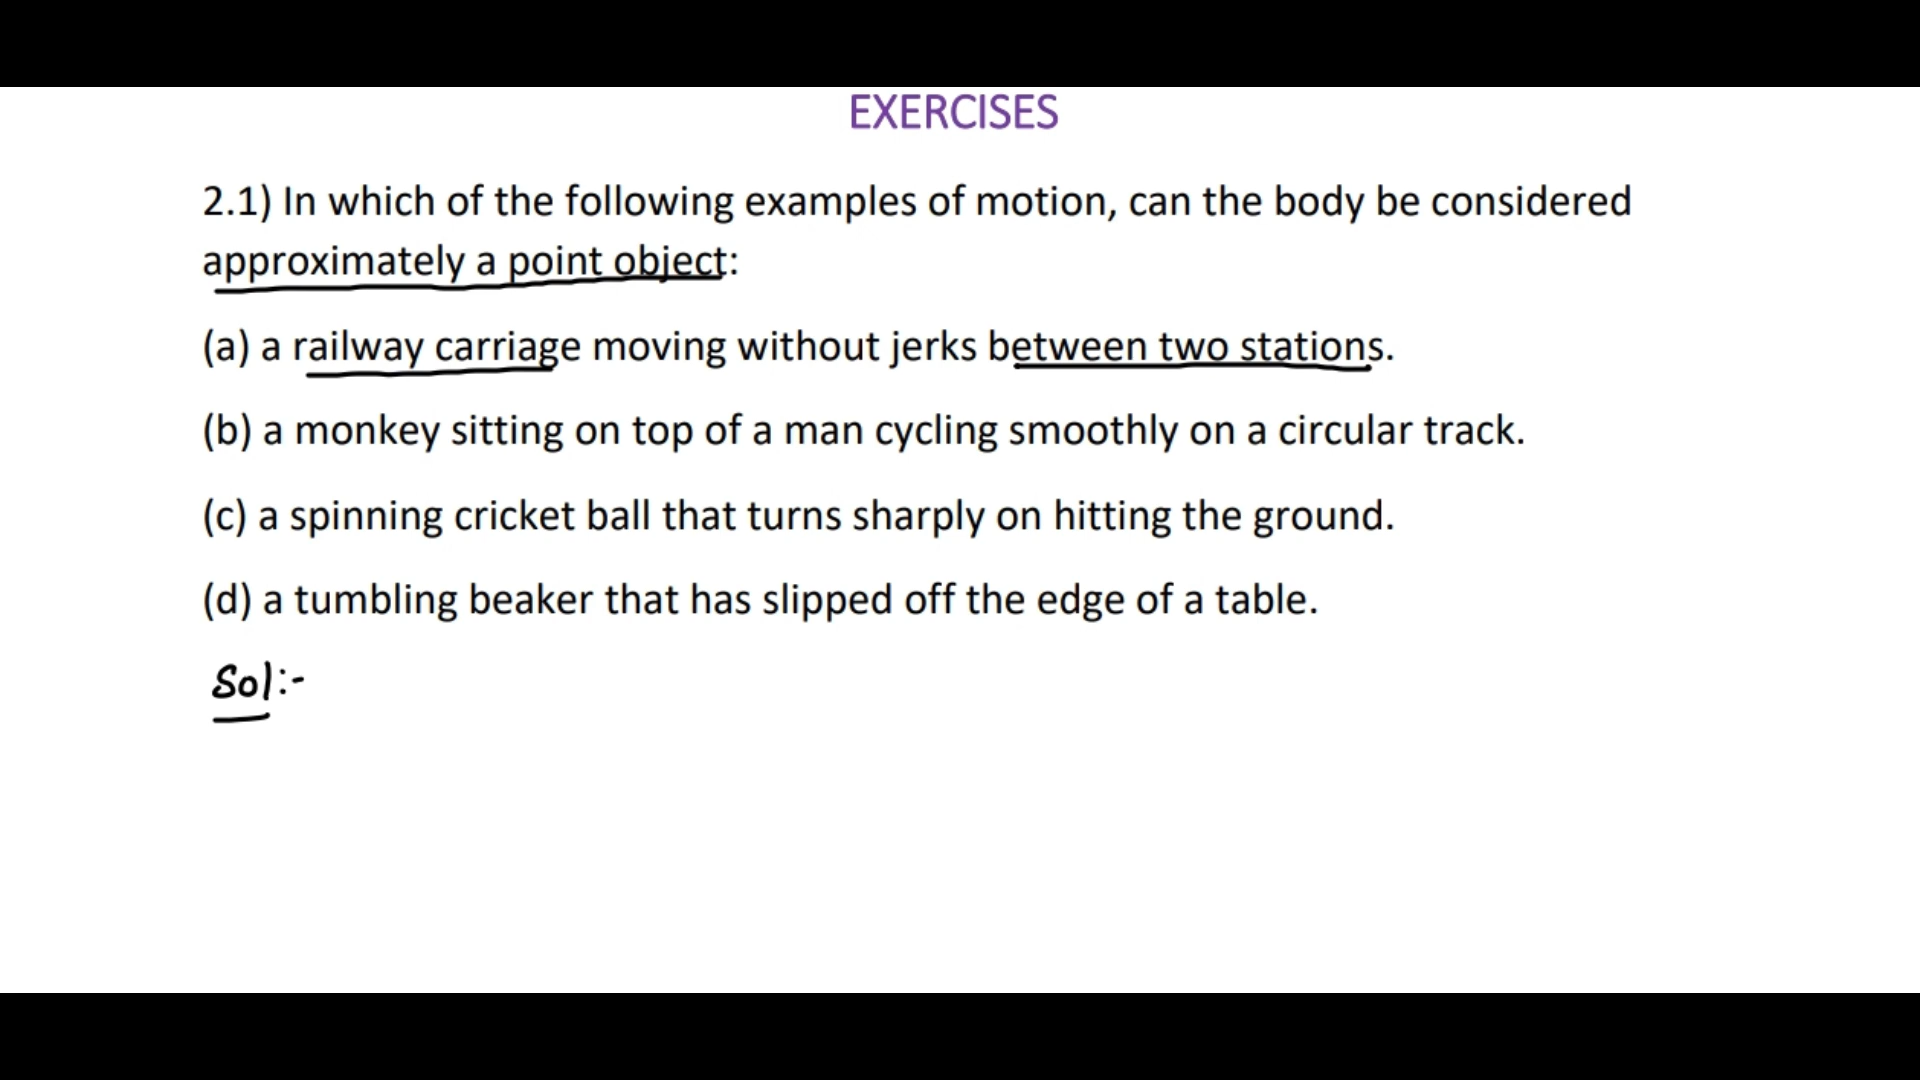 EXERCISES
2.1) In which of the following examples of motion, can the body be considered
approximately a point object:
(a) a railway carriage moving without jerks between two stations.
(b) a monkey sitting on top of a man cycling smoothly on a circular track.
(c) a spinning cricket ball that turns sharply on hitting the ground.
(d) a tumbling beaker that has slipped off the edge of a table.
Sol:-